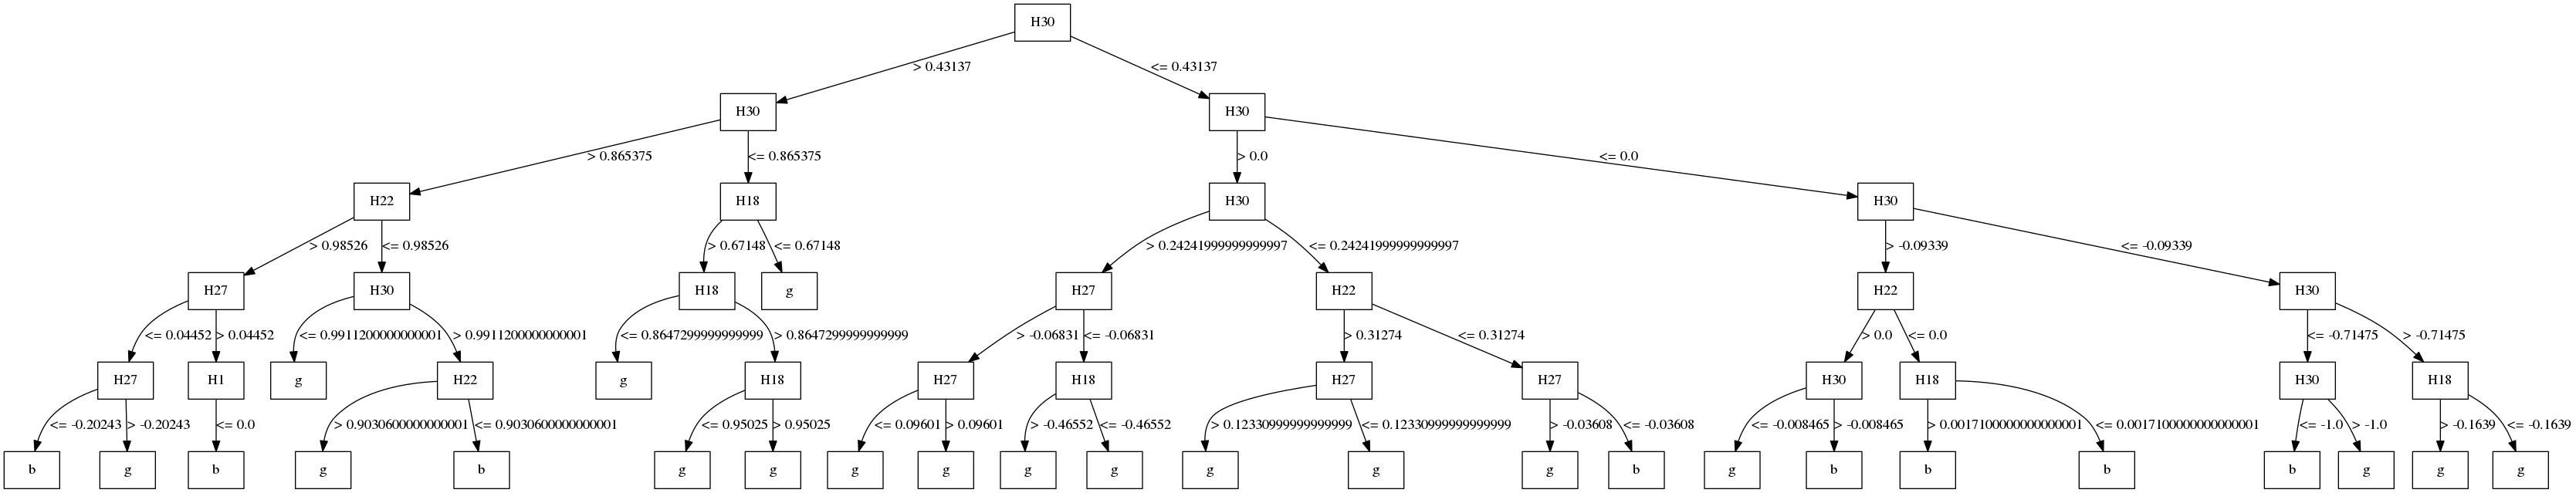 H30
> 0.43137
<= 0.43137
H30
H30
> 0.865375
<= 0.865375
> 0.0
<= 0.0
H22
H18
H30
H30
> 0.98526
<= 0.98526
> 0.67148
<= 0.67148
> 0.24241999999999997
<= 0.24241999999999997
> -0.09339
<= -0.09339
H27
H30
H18
g
H27
H22
H22
H30
<= 0.04452
> 0.04452
<= 0.9911200000000001
> 0.9911200000000001
<= 0.8647299999999999
> 0.8647299999999999
> -0.06831
<= -0.06831
> 0.31274
<= 0.31274
> 0.0
<= 0.0
<= -0.71475
> -0.71475
H27
H1
g
H22
g
H18
H27
H18
H27
H27
H30
H18
H30
H18
<= -0.20243
> -0.20243
<= 0.0
> 0.9030600000000001
<= 0.9030600000000001
<= 0.95025
> 0.95025
<= 0.09601
> 0.09601
> -0.46552
<= -0.46552
> 0.12330999999999999
<= 0.12330999999999999
> -0.03608
<= -0.03608
<= -0.008465
> -0.008465
> 0.0017100000000000001
<= 0.0017100000000000001
<= -1.0
> -1.0
> -0.1639
<= -0.1639
b
g
b
g
b
g
g
g
g
g
g
g
g
g
b
g
b
b
b
b
g
g
g